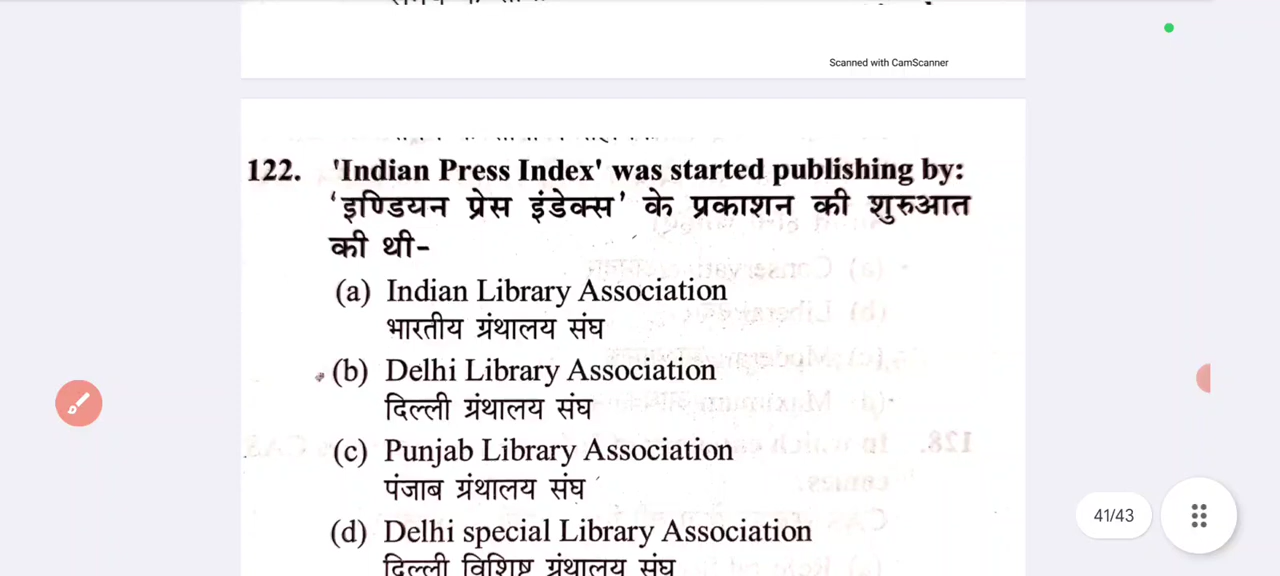 Scanned with CamScanner
122. 'Indian Press Index' was started publishing by:
'इण्डियन प्रेस इंडेक्स' के प्रकाशन की शुरुआत
की थी-
(a) Indian Library Association
भारतीय ग्रंथालय संघ
(b) Delhi Library Association
दिल्ली ग्रंथालय संघ
(c) Punjab Library Association
पंजाब ग्रंथालय संघ
(d) Delhi special Library Association
दिल्ली विशिष्ट ग्रंथालय संघ
41/43